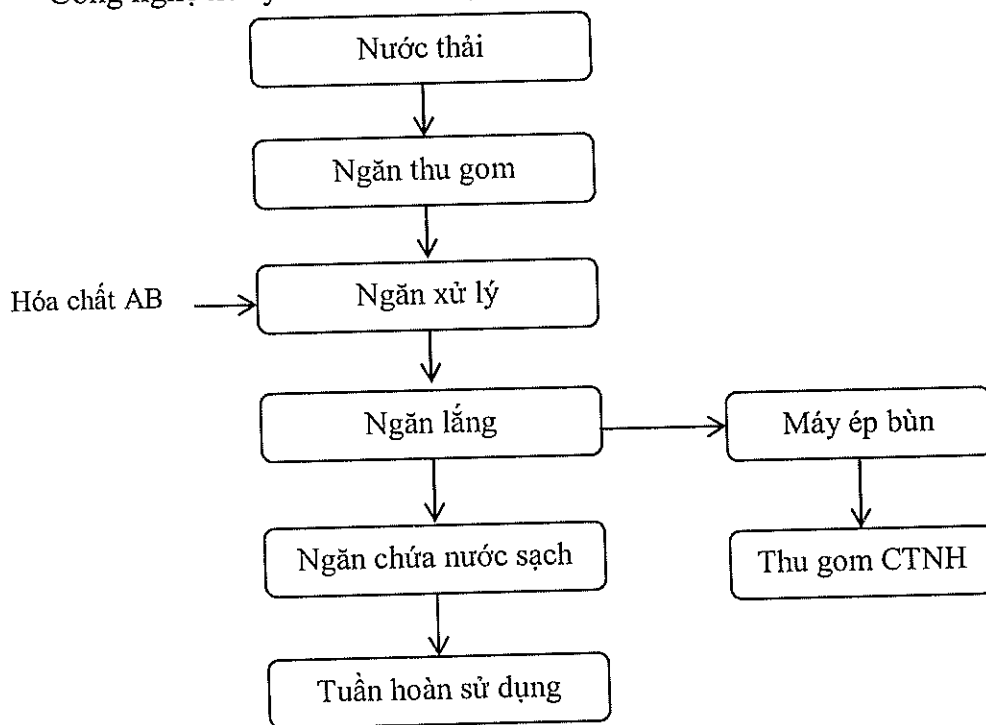 Nước thải
Ngăn thu gom
Hóa chất AB
Ngăn xử lý
Ngăn lắng
Máy ép bùn
Ngăn chứa nước sạch
Thu gom CTNH
Tuần hoàn sử dụng